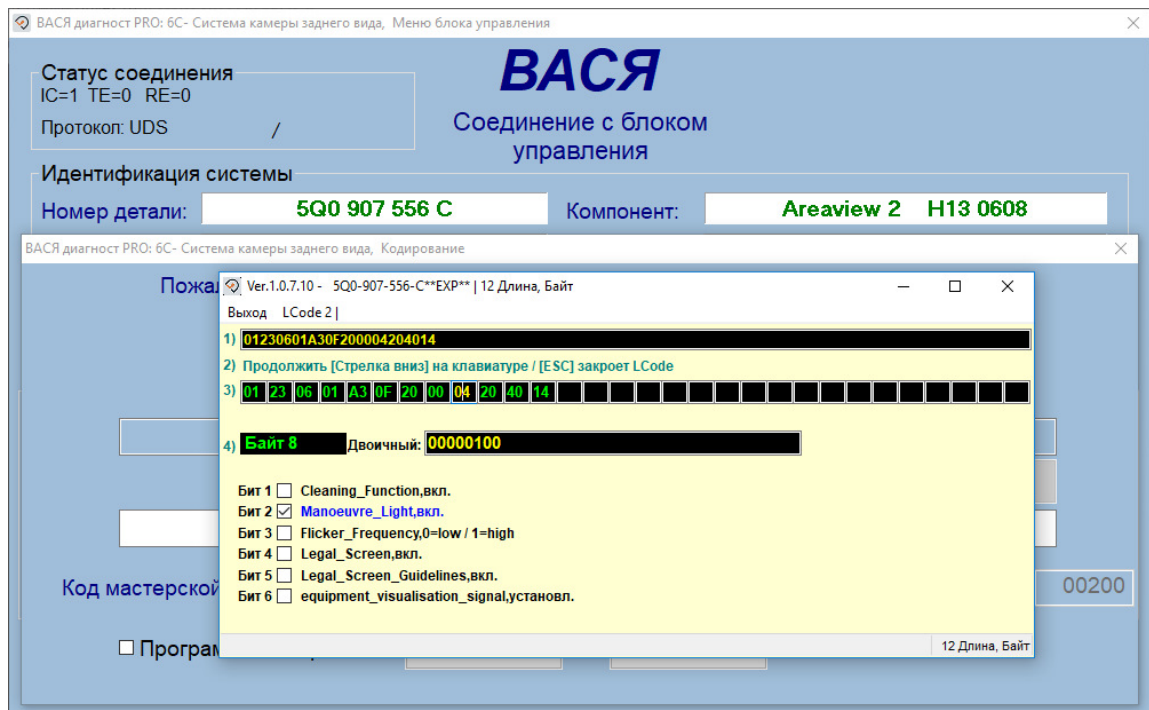 ВАСЯ диагност PRO: 6C- Система камеры заднего вида, Меню блока управления
Статус соединения
IC=1 TE=0 RE=0
Протокол: UDS /
ВАСЯ
Соединение с блоком
управления
Идентификация системы
Номер детали: 5Q0 907 556 C Компонент: Areaview 2 H13 0608
ВАСЯ диагност PRO: 6C- Система камеры заднего вида, Кодирование
Ver.1.0.7.10 - 5Q0-907-556-C**EXP** | 12 Длина, Байт
Выход LCode 2 |
1) 01230601A30F200004204014
2) Продолжить [Стрелка вниз] на клавиатуре / [ESC] закроет LCode
3) 01 23 06 01 A3 0F 20 00 04 20 40 14
4) Байт 8 Двоичный: 00000100
Бит 1 Cleaning_Function,вкл.
Бит 2 Manoeuvre_Light,вкл.
Бит 3 Flicker_Frequency,0=low / 1=high
Бит 4 Legal_Screen,вкл.
Бит 5 Legal_Screen_Guidelines,вкл.
Бит 6 equipment_visualisation_signal,установл.
Код мастерской 00200
12 Длина, Байт